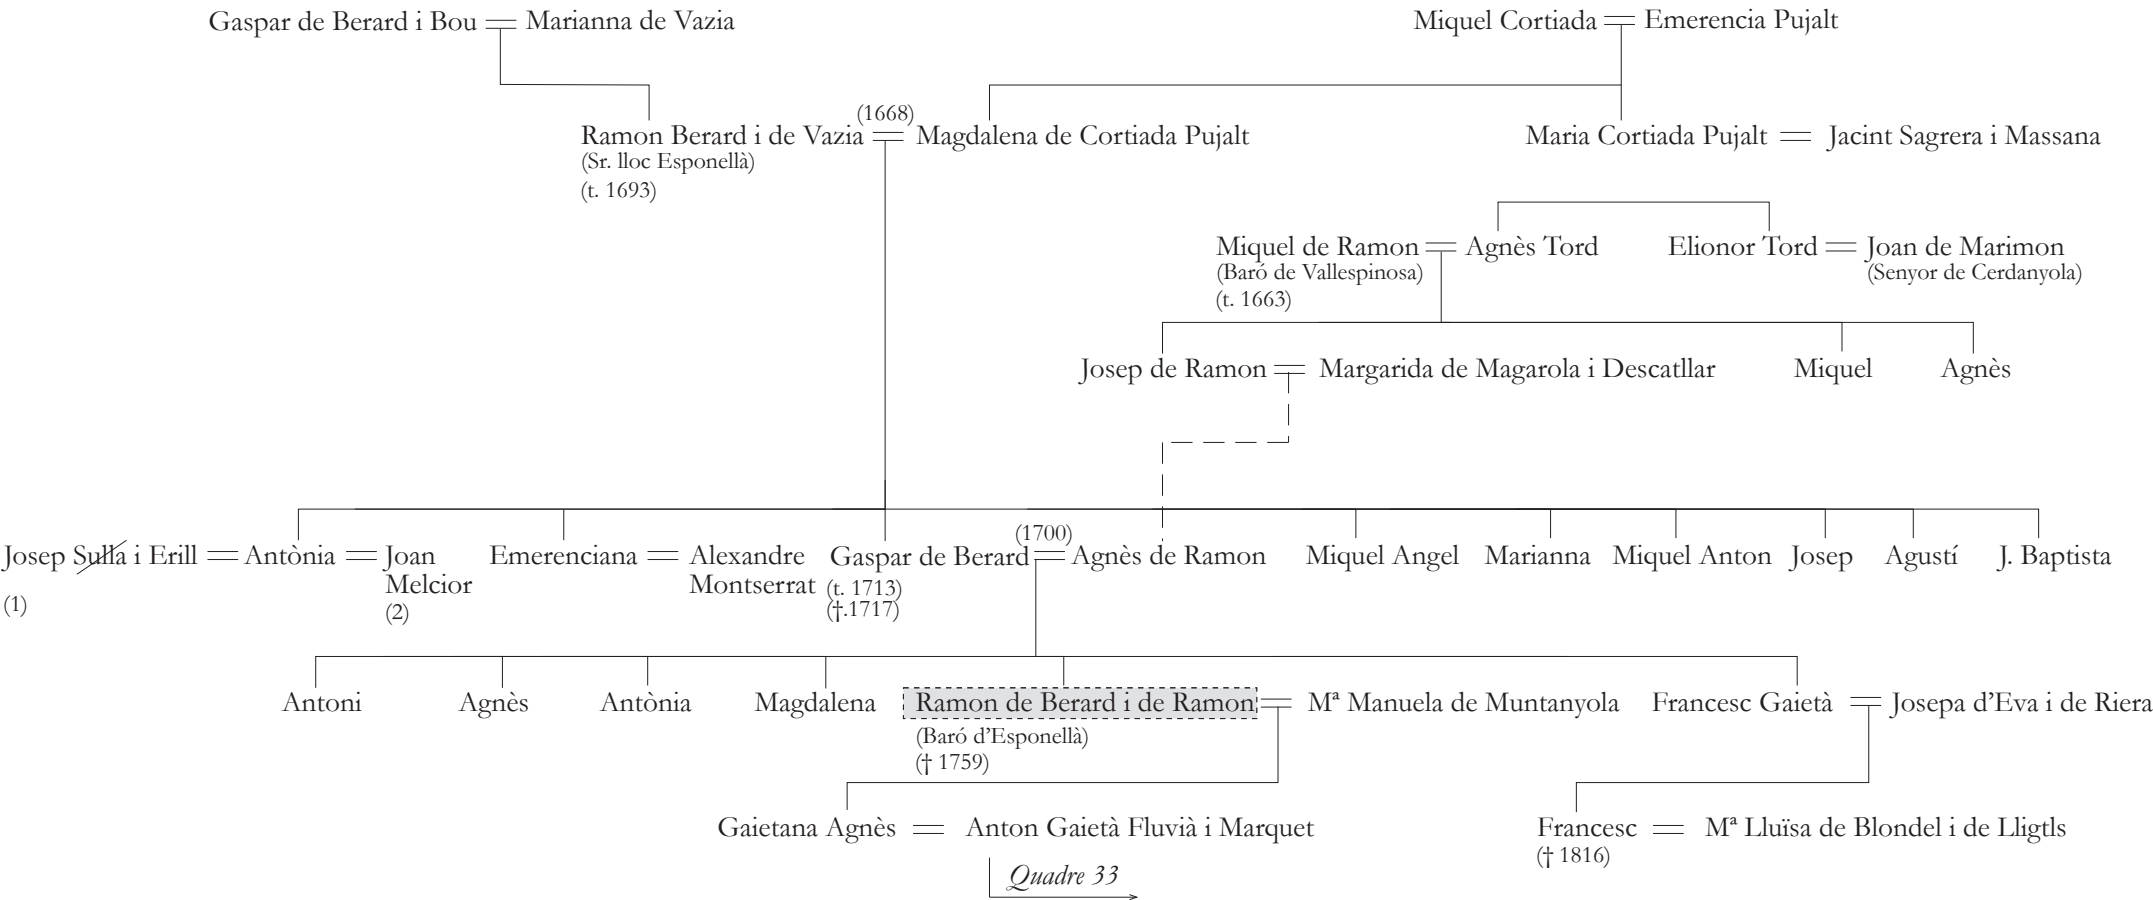 Gaspar de Berard i Bou Marianna de Vazia Miquel Cortiada Emerencia Pujalt
(1668)
Ramon Berard i de Vazia Magdalena de Cortiada Pujalt Maria Cortiada Pujalt Jacint Sagrera i Massana
(Sr. lloc Esponellà)
(t. 1693)
Miquel de Ramon Agnès Tord Elionor Tord Joan de Marimon
(Baró de Vallespinosa) (Senyor de Cerdanyola)
(t. 1663)
Josep de Ramon Margarida de Magarola i Descatllar Miquel Agnès
(1700)
Josep Sulla i Erill Antònia Joan Emerenciana Alexandre Gaspar de Berard Agnès de Ramon Miquel Angel Marianna Miquel Anton Josep Agustí J. Baptista
Melcior Montserrat (t. 1713)
(1) (2) (†.1717)
Antoni Agnès Antònia Magdalena Ramon de Berard i de Ramon Mª Manuela de Muntanyola Francesc Gaietà Josepa d’Eva i de Riera
(Baró d’Esponellà)
(† 1759)
Gaietana Agnès Anton Gaietà Fluvià i Marquet Francesc Mª Lluïsa de Blondel i de Lligtls
(† 1816)
Quadre 33